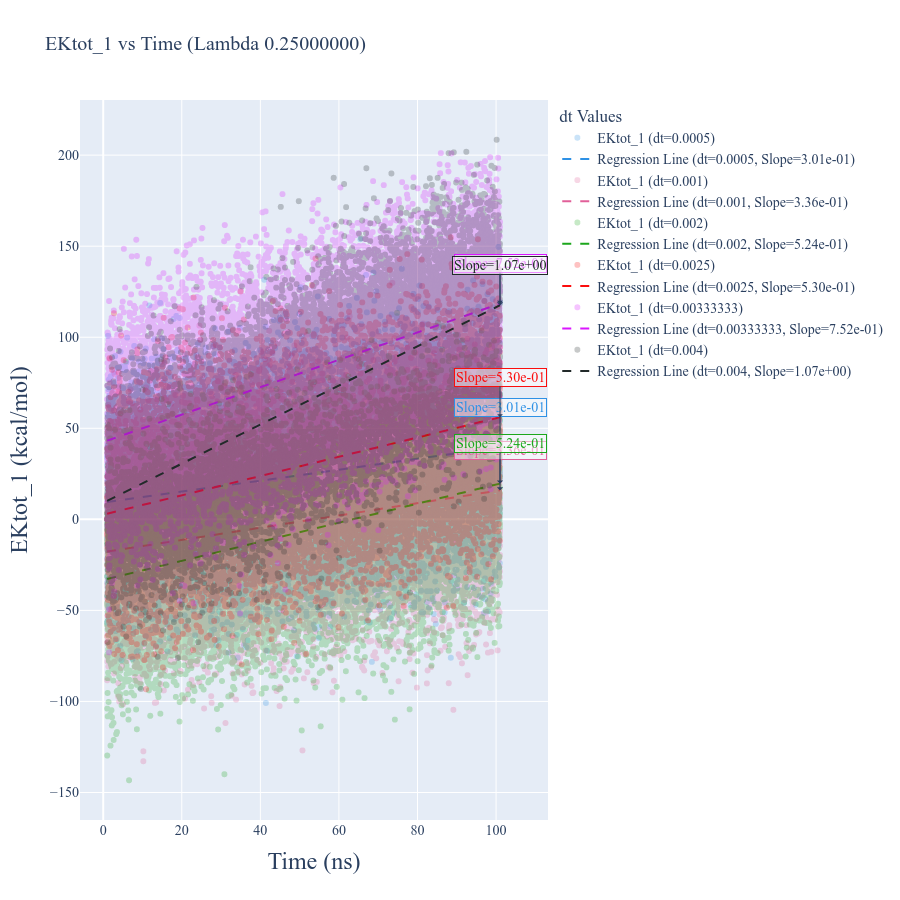 EKtot_1 vs Time (Lambda 0.25000000)
dt Values
EKtot_1 (dt=0.0005)
Regression Line (dt=0.0005, Slope=3.01e-01)
EKtot_1 (dt=0.001)
Regression Line (dt=0.001, Slope=3.36e-01)
EKtot_1 (dt=0.002)
Regression Line (dt=0.002, Slope=5.24e-01)
EKtot_1 (dt=0.0025)
Regression Line (dt=0.0025, Slope=5.30e-01)
EKtot_1 (dt=0.00333333)
Regression Line (dt=0.00333333, Slope=7.52e-01)
EKtot_1 (dt=0.004)
Regression Line (dt=0.004, Slope=1.07e+00)
200
150
100
50
0
−50
−100
−150
EKtot_1 (kcal/mol)
Slope=1.07e+00
Slope=5.30e-01
Slope=3.01e-01
Slope=5.24e-01
0
20
40
60
80
100
Time (ns)